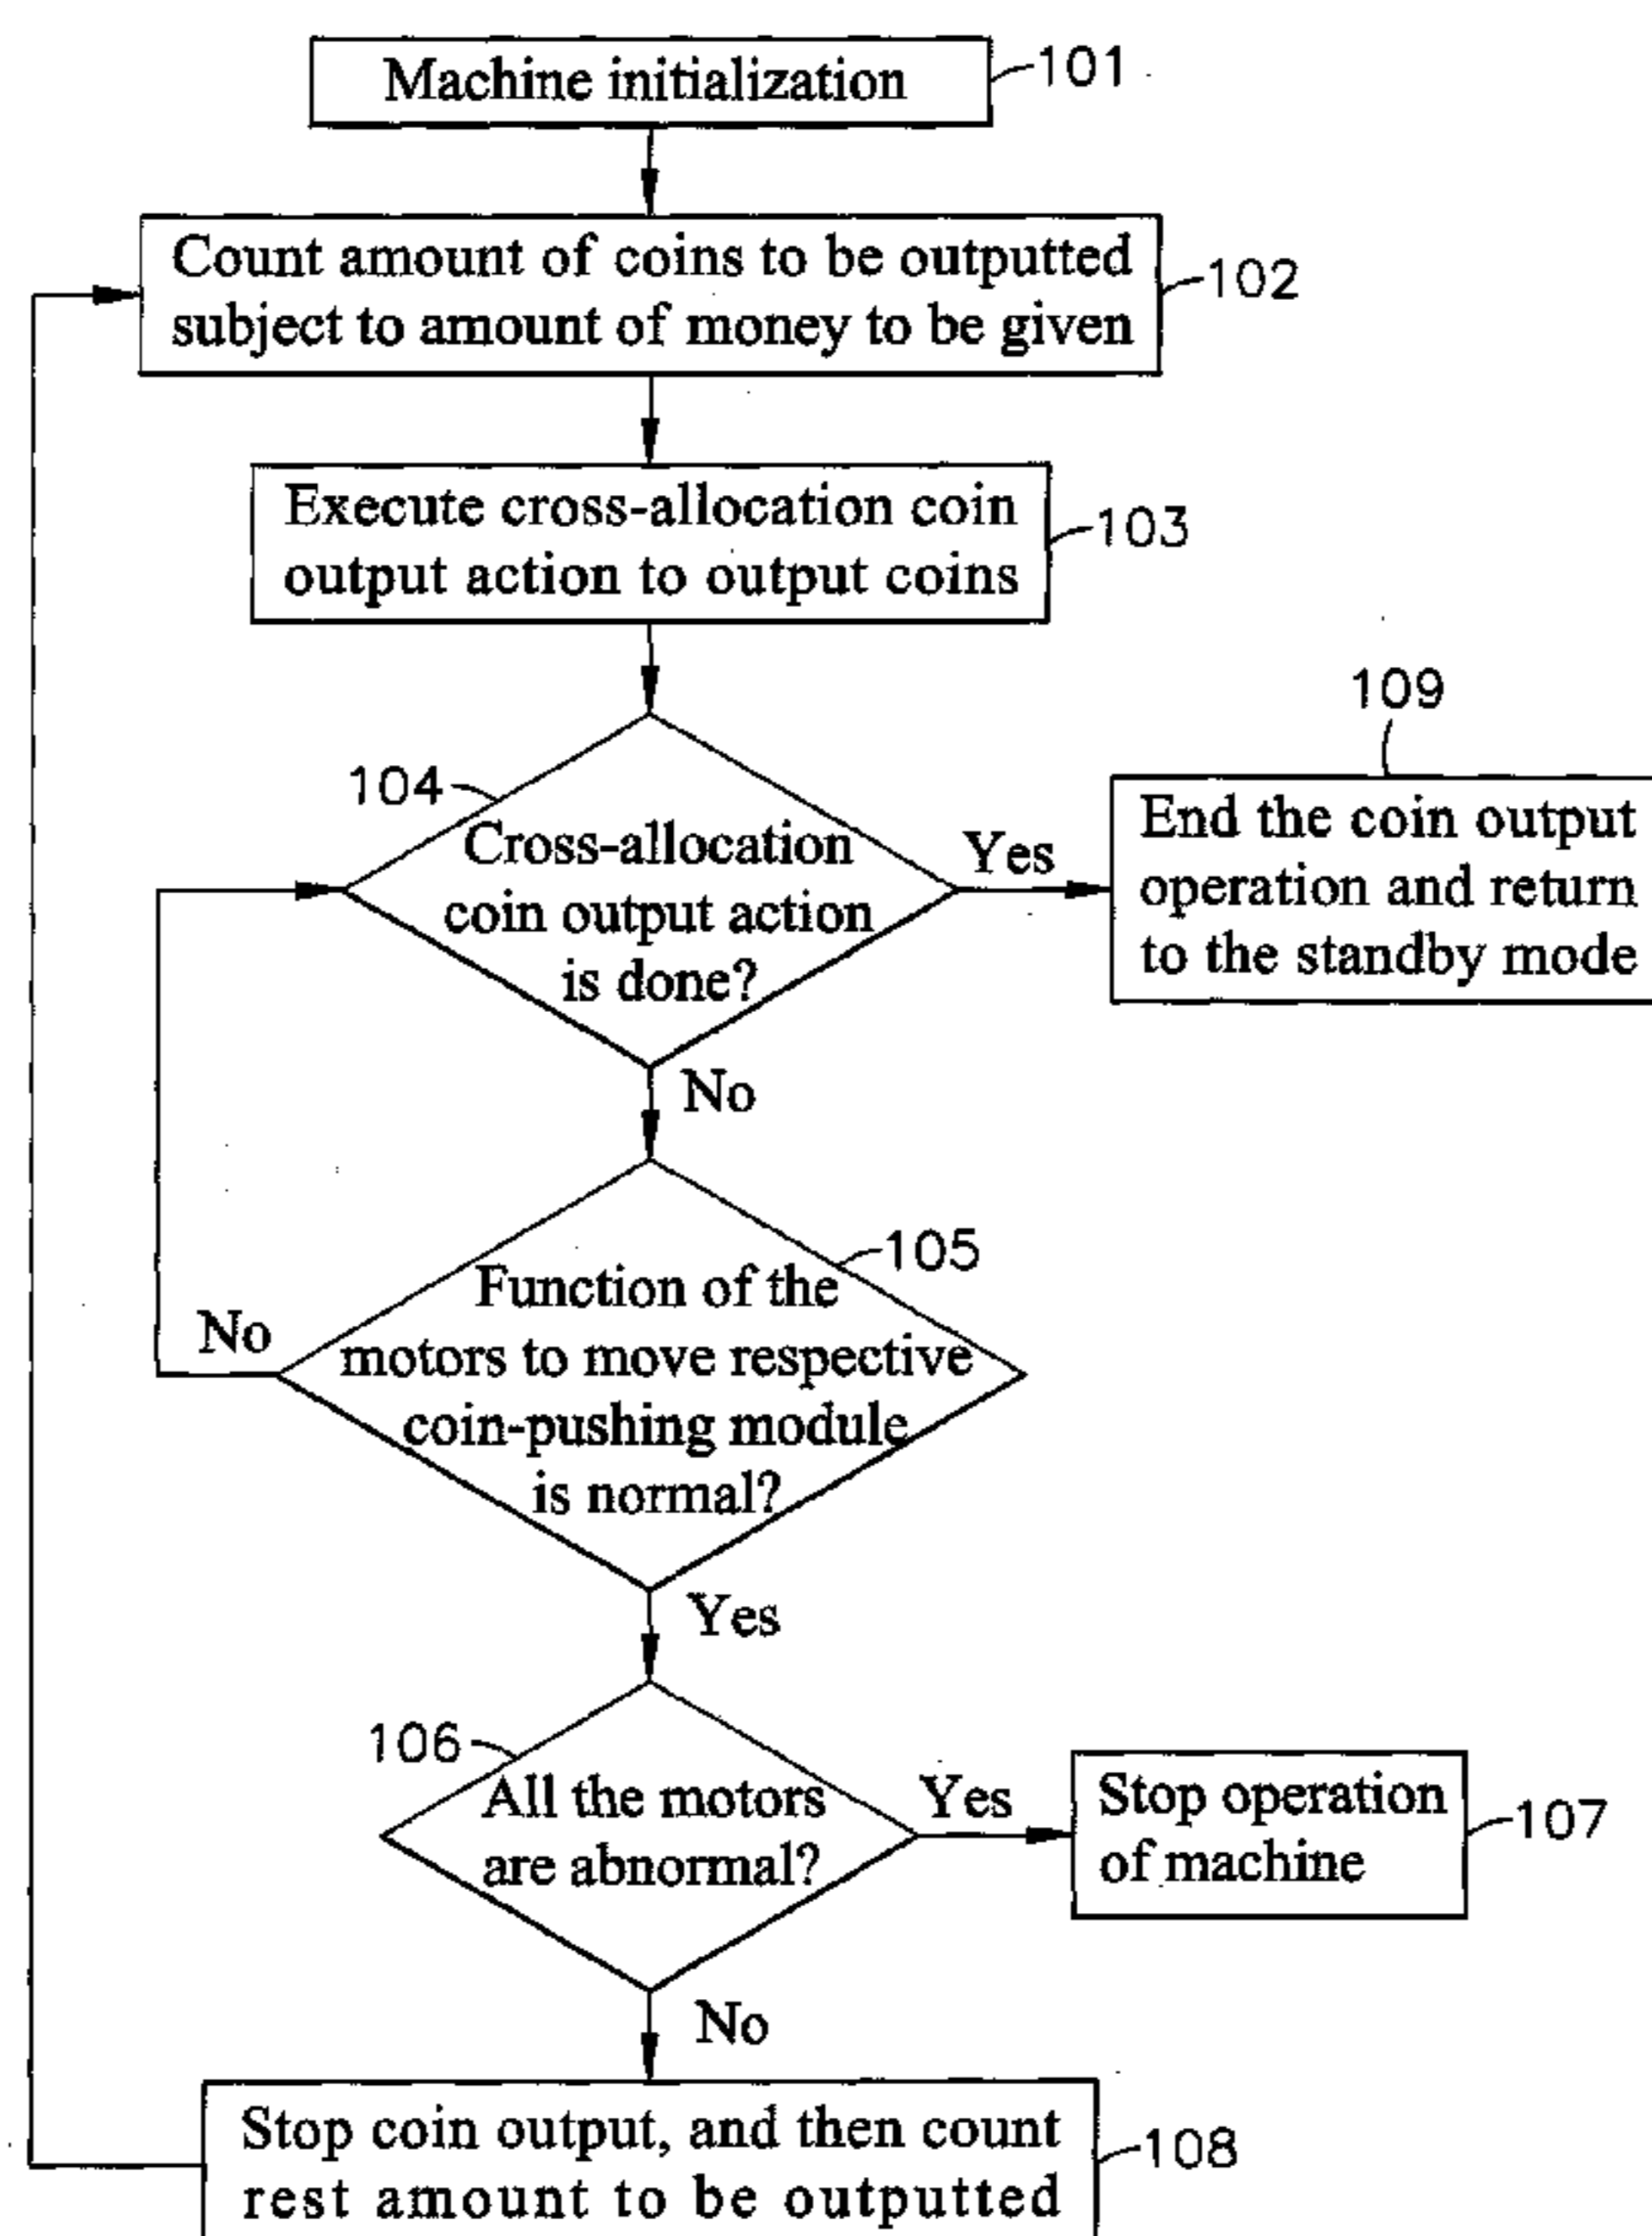 Machine initialization
101
Count amount of coins to be outputted
subject to amount of money to be given
102
Execute cross-allocation coin
output action to output coins
103
104
Cross-allocation
coin output action
is done?
Yes
109
End the coin output
operation and return
to the standby mode
No
105
Function of the
motors to move respective
coin-pushing module
is normal?
No
Yes
106
All the motors
are abnormal?
Yes
Stop operation
of machine
107
No
Stop coin output, and then count
rest amount to be outputted
108